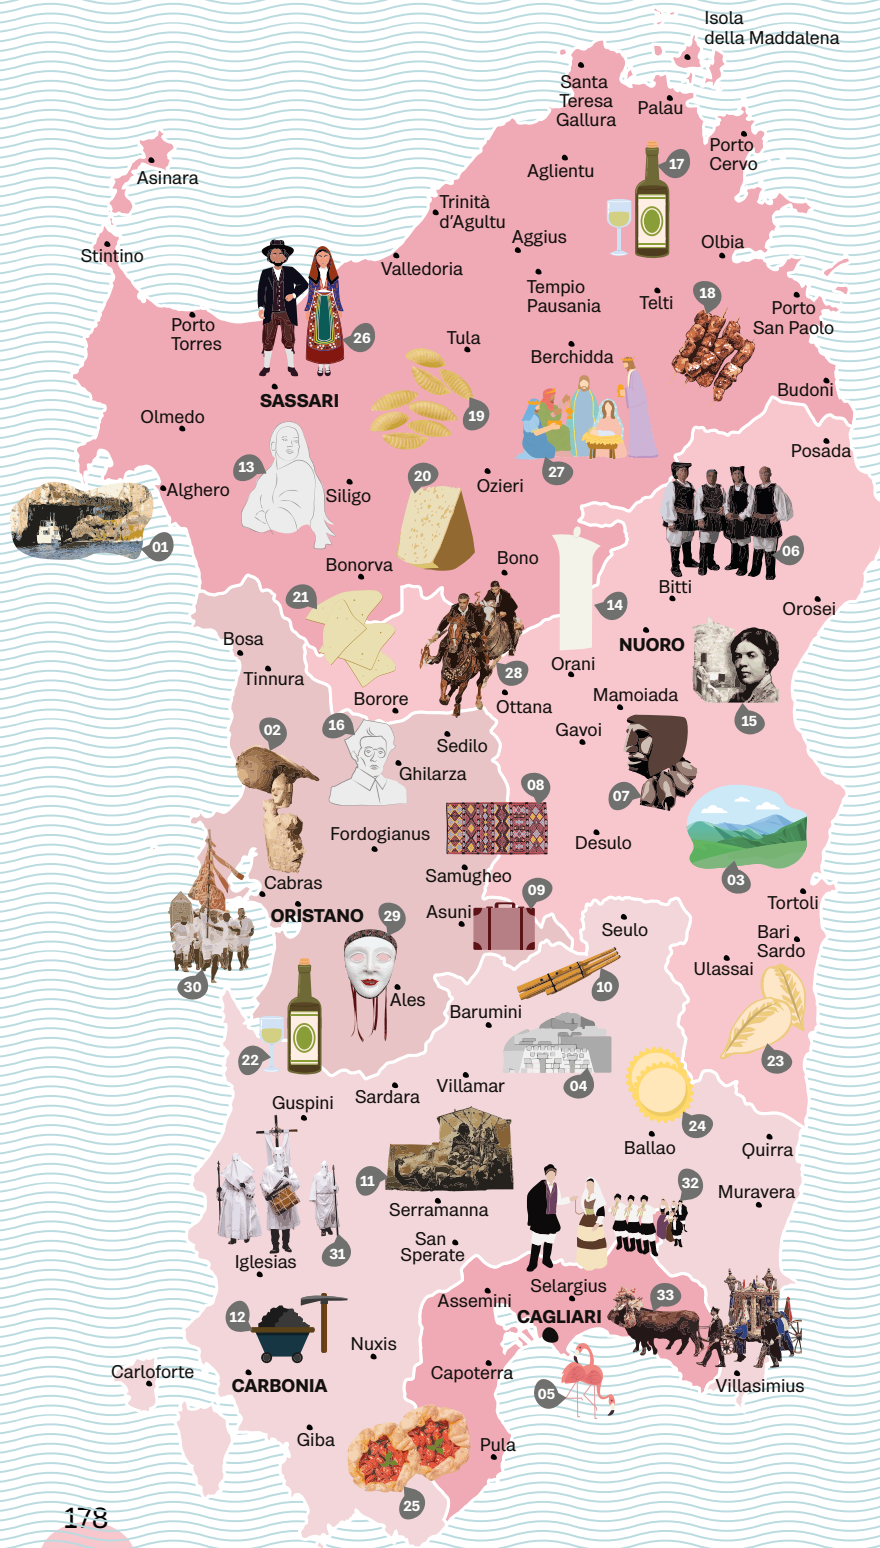 Isola
della Maddalena
Santa
Teresa
Gallura
Palau
Porto
Cervo
17
Aglientu
Asinara
Trinità
d'Agultu
Aggius
Olbia
Stintino
Valledoria
Tempio
Pausania
Telti
18
Porto
San Paolo
Porto
Torres
26
Tula
Berchidda
Budoni
SASSARI
19
Olmedo
Posada
13
20
27
Ozieri
Alghero
Siligo
01
06
Bonorva
Bono
Bitti
21
14
Orosei
Bosa
NUORO
Tinnura
28
Orani
Borore
Ottana
Mamoiada
15
02
16
Sedilo
Gavoi
Ghilarza
08
07
Fordogianus
Desulo
03
Samugheo
Cabras
09
Tortoli
ORISTANO
29
Asuni
Seulo
Bari
Sardo
Ulassai
30
Ales
10
Barumini
22
04
23
Sardara
Villamar
Guspini
24
Ballao
Quirra
11
32
Muravera
Serramanna
San
Sperate
31
Iglesias
Selargius
33
Assemini
CAGLIARI
12
Nuxis
Carloforte
Capoterra
05
Villasimius
CARBONIA
Giba
Pula
25
178